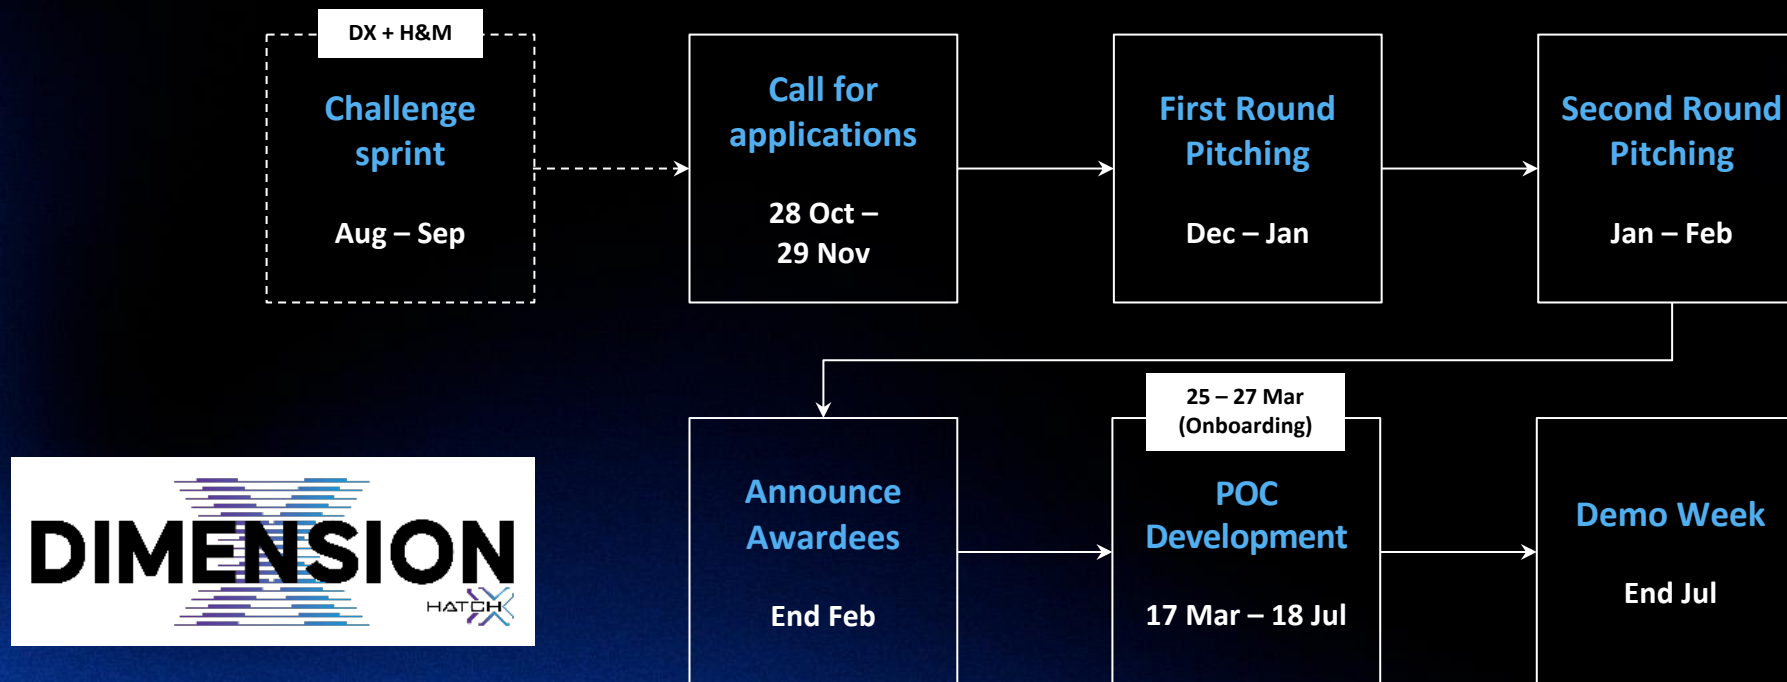 DX + H&M
Challenge
sprint
Aug – Sep
Call for
applications
28 Oct –
29 Nov
First Round
Pitching
Dec – Jan
Second Round
Pitching
Jan – Feb
Announce
Awardees
End Feb
25 – 27 Mar
(Onboarding)
POC
Development
17 Mar – 18 Jul
Demo Week
End Jul
DIMENSION X
HATCH X